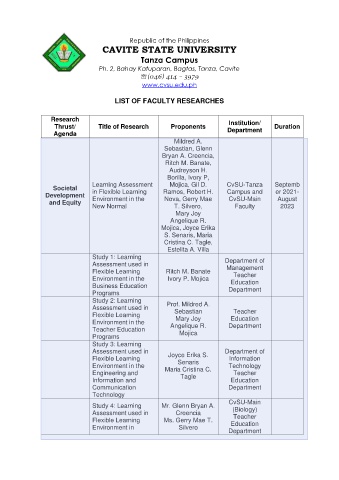 Republic of the Philippines
CAVITE STATE UNIVERSITY
Tanza Campus
Ph. 2, Bahay Katuparan, Bagtas, Tanza, Cavite
☏(046) 414 – 3979
www.cvsu.edu.ph
LIST OF FACULTY RESEARCHES
Research
Thrust/
Agenda
Title of Research
Proponents
Institution/
Department
Duration
Societal
Development
and Equity
Learning Assessment
in Flexible Learning
Environment in the
New Normal
Mildred A.
Sebastian, Glenn
Bryan A. Creencia,
Ritch M. Banate,
Audreyson H.
Borilla, Ivory P,
Mojica, Gil D.
Ramos, Robert H.
Nova, Gerry Mae
T. Silvero,
Mary Joy
Angelique R.
Mojica, Joyce Erika
S. Senaris, Maria
Cristina C. Tagle,
Estelita A. Villa
CvSU-Tanza
Campus and
CvSU-Main
Faculty
Septemb
er 2021-
August
2023
Study 1: Learning
Assessment used in
Flexible Learning
Environment in the
Business Education
Programs
Ritch M. Banate
Ivory P. Mojica
Department of
Management
Teacher
Education
Department
Study 2: Learning
Assessment used in
Flexible Learning
Environment in the
Teacher Education
Programs
Prof. Mildred A.
Sebastian
Mary Joy
Angelique R.
Mojica
Teacher
Education
Department
Study 3: Learning
Assessment used in
Flexible Learning
Environment in the
Engineering and
Information and
Communication
Technology
Joyce Erika S.
Senaris
Maria Cristina C.
Tagle
Department of
Information
Technology
Teacher
Education
Department
Study 4: Learning
Assessment used in
Flexible Learning
Environment in
Mr. Glenn Bryan A.
Creencia
Ms. Gerry Mae T.
Silvero
CvSU-Main
(Biology)
Teacher
Education
Department